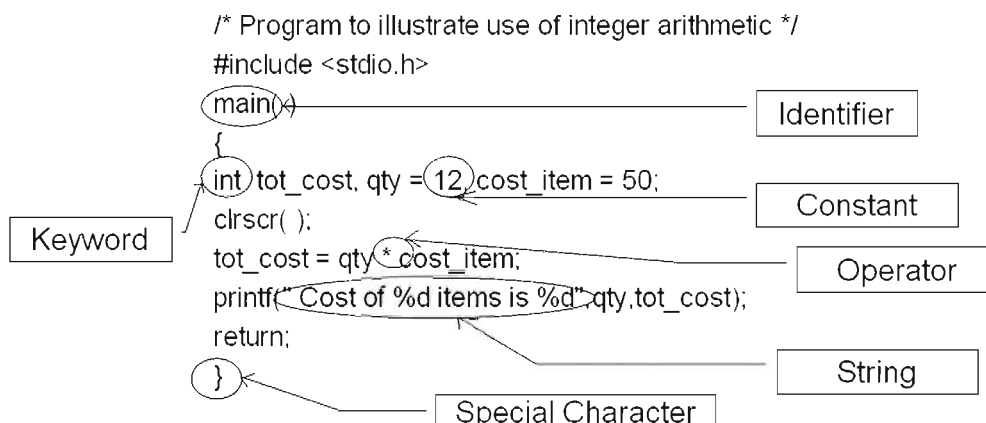 /* Program to illustrate use of integer arithmetic */
#include <stdio.h>
main( )
Identifier
{
int tot_cost, qty = 12, cost_item = 50;
Constant
clrscr( );
Keyword
tot_cost = qty * cost_item;
Operator
printf(" Cost of %d items is %d",qty,tot_cost);
return;
String
}
Special Character